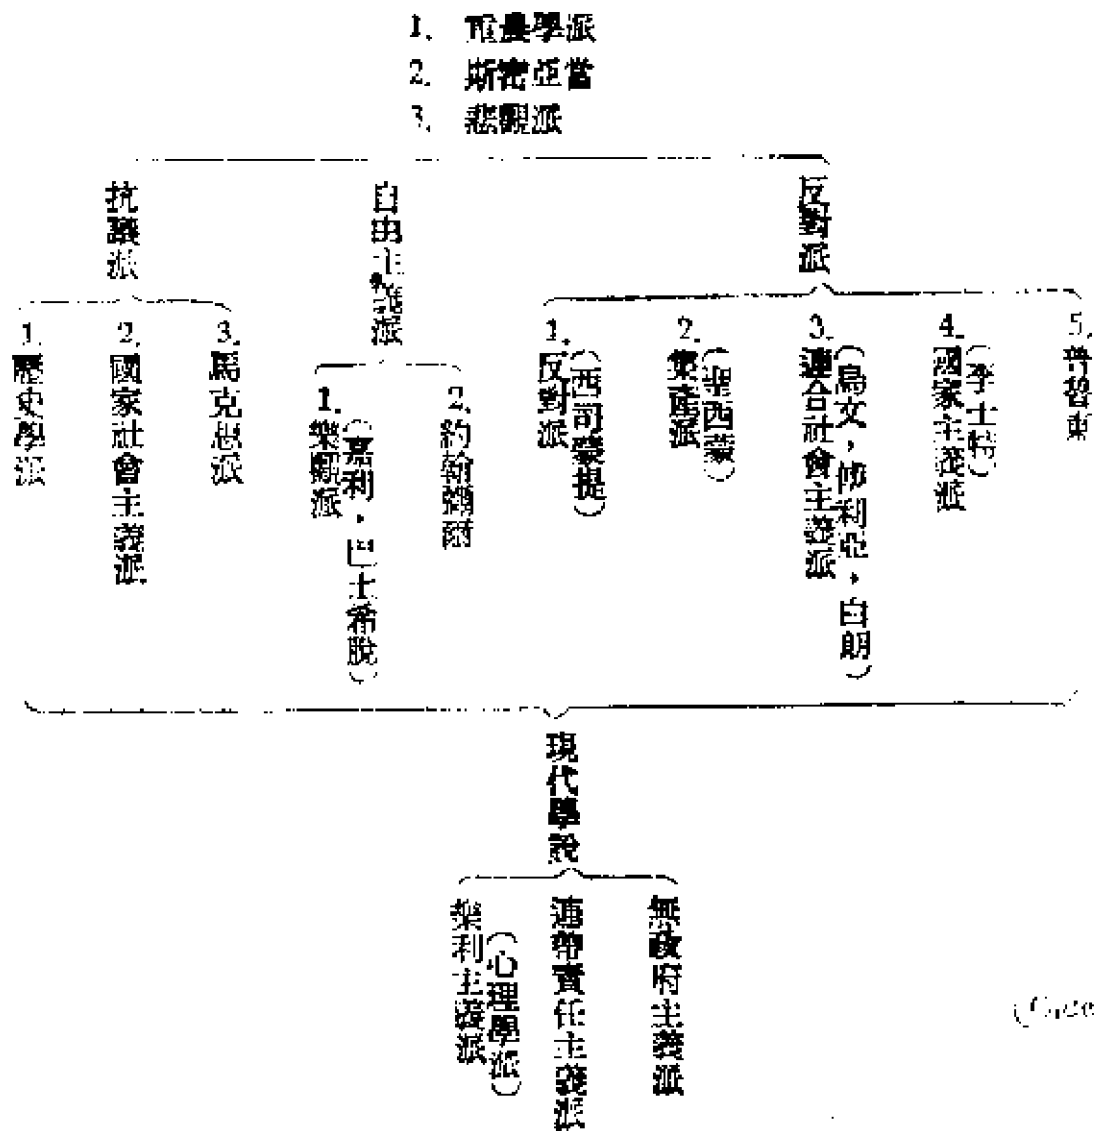 1. 重農學派
2. 斯密亞當
3. 悲觀派
反對派
自由主義派
抗議派
5. 普魯東
4. 國家主義派
(李士特)
3. 連合社會主義派
(烏文,修利亞,白朗)
2. 集產派
(聖西蒙)
1. 反對派
(西司蒙提)
2. 約翰彌爾
1. 樂觀派
(嘉利,巴士希脫)
3. 馬克思派
2. 國家社會主義派
1. 歷史學派
現代學說
無政府主義派
連帶責任主義派
樂利主義派
(心理學派)